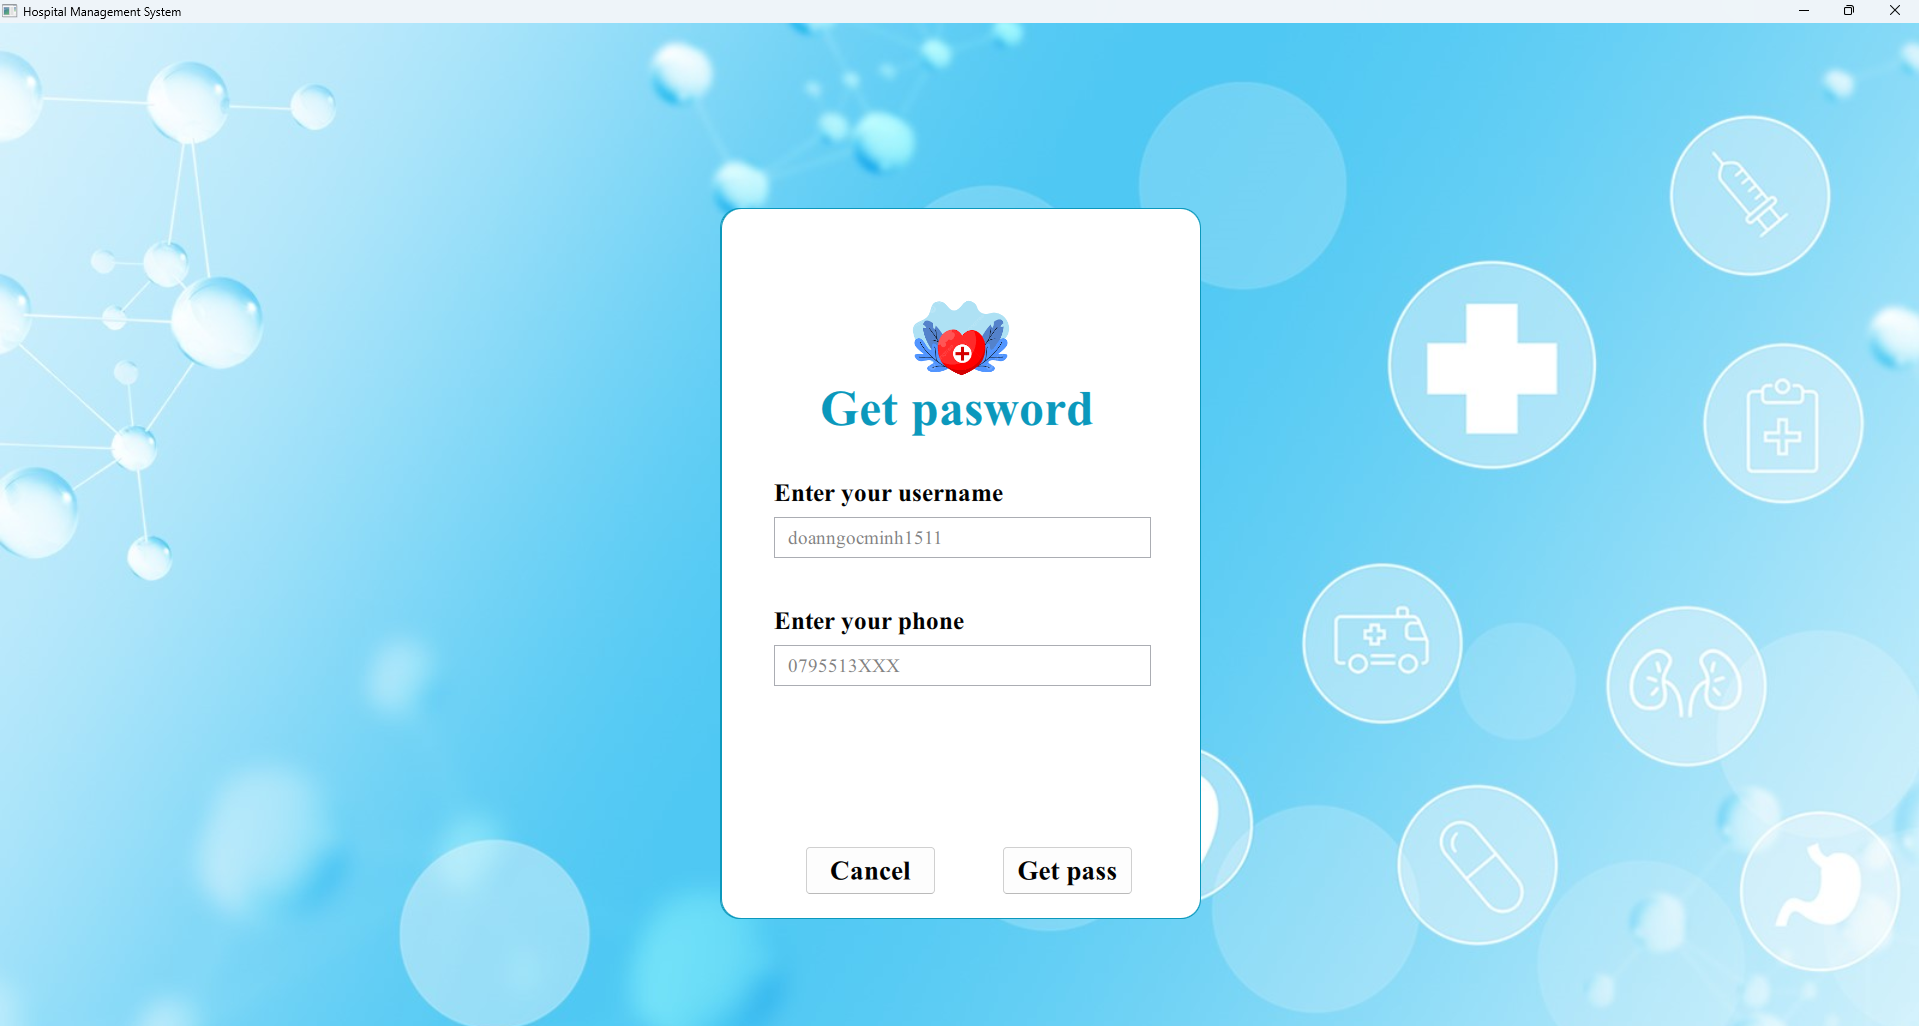 Hospital Management System
Get pasword
Enter your username
doanngocminh1511
Enter your phone
0795513XXX
Cancel
Get pass